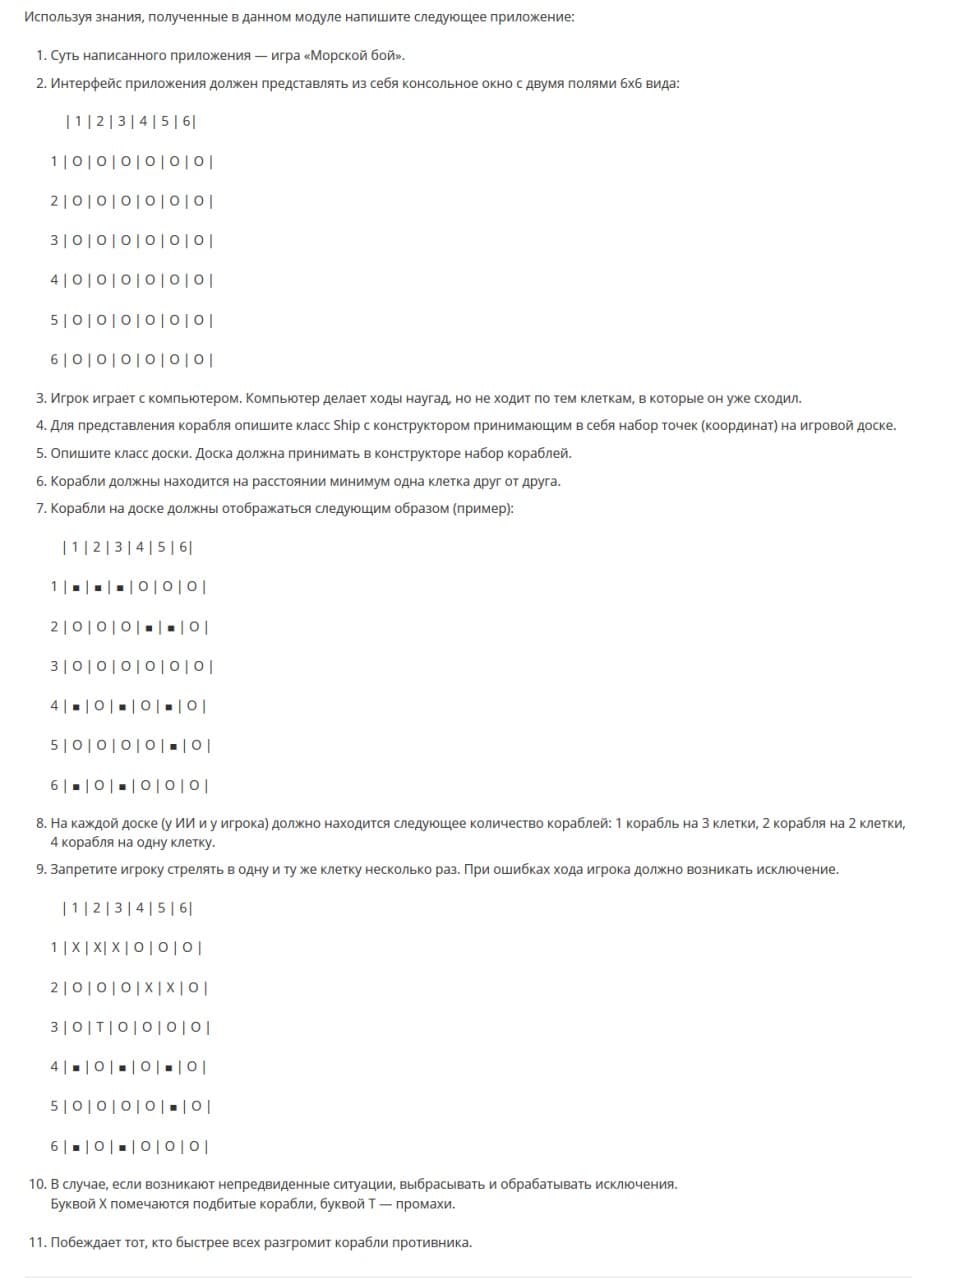 Используя знания, полученные в данном модуле напишите следующее приложение:
1. Суть написанного приложения — игра «Морской бой».
2. Интерфейс приложения должен представлять из себя консольное окно с двумя полями 6х6 вида:
| 1 | 2 | 3 | 4 | 5 | 6|
1 | О | О | О | О | О | О |
2 | О | О | О | О | О | О |
3 | О | О | О | О | О | О |
4 | О | О | О | О | О | О |
5 | О | О | О | О | О | О |
6 | О | О | О | О | О | О |
3. Игрок играет с компьютером. Компьютер делает ходы наугад, но не ходит по тем клеткам, в которые он уже сходил.
4. Для представления корабля опишите класс Ship с конструктором принимающим в себя набор точек (координат) на игровой доске.
5. Опишите класс доски. Доска должна принимать в конструкторе набор кораблей.
6. Корабли должны находится на расстоянии минимум одна клетка друг от друга.
7. Корабли на доске должны отображаться следующим образом (пример):
| 1 | 2 | 3 | 4 | 5 | 6|
1 | ■ | ■ | ■ | О | О | О |
2 | О | О | О | ■ | ■ | О |
3 | О | О | О | О | О | О |
4 | ■ | О | ■ | О | ■ | О |
5 | О | О | О | О | ■ | О |
6 | ■ | О | ■ | О | О | О |
8. На каждой доске (у ИИ и у игрока) должно находится следующее количество кораблей: 1 корабль на 3 клетки, 2 корабля на 2 клетки,
4 корабля на одну клетку.
9. Запретите игроку стрелять в одну и ту же клетку несколько раз. При ошибках хода игрока должно возникать исключение.
| 1 | 2 | 3 | 4 | 5 | 6|
1 | X | X| X | О | О | О |
2 | О | О | О | X | X | О |
3 | О | T | О | О | О | О |
4 | ■ | О | ■ | О | ■ | О |
5 | О | О | О | О | ■ | О |
6 | ■ | О | ■ | О | О | О |
10. В случае, если возникают непредвиденные ситуации, выбрасывать и обрабатывать исключения.
Буквой X помечаются подбитые корабли, буквой T — промахи.
11. Побеждает тот, кто быстрее всех разгромит корабли противника.